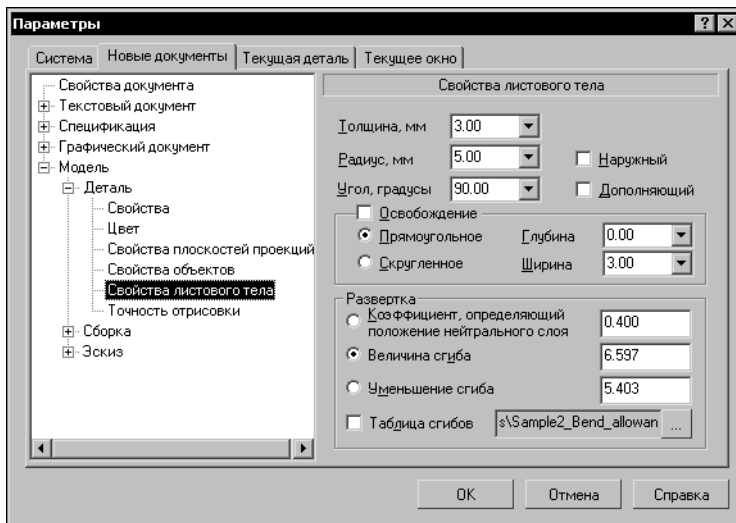 Параметры
Система
Новые документы
Текущая деталь
Текущее окно
Свойства документа
Текстовый документ
Спецификация
Графический документ
Модель
Деталь
Свойства
Цвет
Свойства плоскостей проекций
Свойства объектов
Свойства листового тела
Точность отрисовки
Сборка
Эскиз
Свойства листового тела
Толщина, мм 3.00
Радиус, мм 5.00 Наружный
Угол, градусы 90.00 Дополняющий
Освобождение
Прямоугольное Глубина 0.00
Скругленное Ширина 3.00
Развертка
Коэффициент, определяющий
положение нейтрального слоя 0.400
Величина сгиба 6.597
Уменьшение сгиба 5.403
Таблица сгибов s\Sample2_Bend_allowan ...
OK Отмена Справка